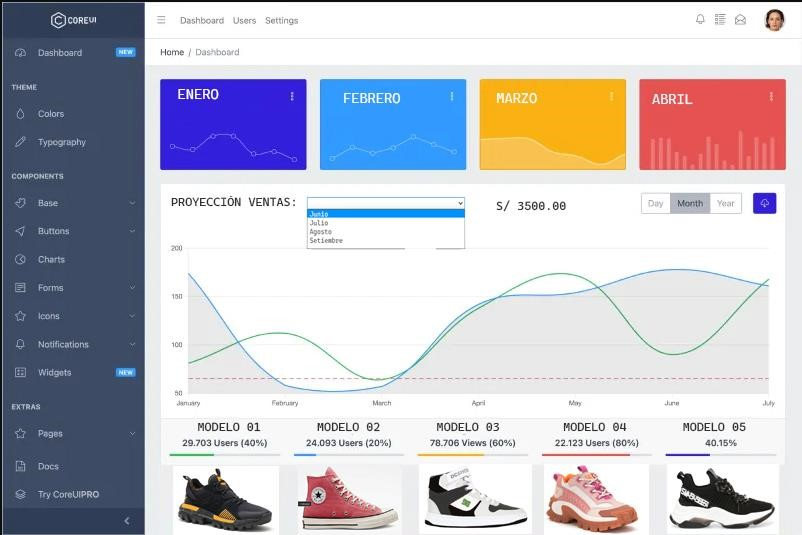 COREUI
Dashboard Users Settings
Dashboard NEW
Home / Dashboard
THEME
Colors
Typography
COMPONENTS
Base
Buttons
Charts
Forms
Icons
Notifications
Widgets NEW
EXTRAS
Pages
Docs
Try CoreUI PRO
ENERO
FEBRERO
MARZO
ABRIL
PROYECCIÓN VENTAS:
Junio
Julio
Agosto
Setiembre
S/ 3500.00
Day Month Year
200
150
100
50
January February March April May June July
MODELO 01 MODELO 02 MODELO 03 MODELO 04 MODELO 05
29.703 Users (40%) 24.093 Users (20%) 78.706 Views (60%) 22.123 Users (80%) 40.15%